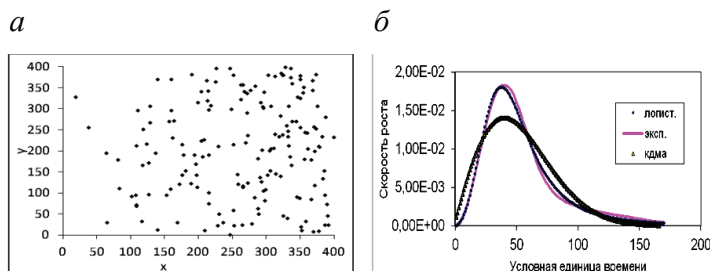 а
б
400
350
300
250
200
150
100
50
0
y
0 50 100 150 200 250 300 350 400
x
2,00E-02
1,50E-02
1,00E-02
5,00E-03
0,00E+00
Скорость роста
логист.
эксп.
кдма
0 50 100 150 200
Условная единица времени